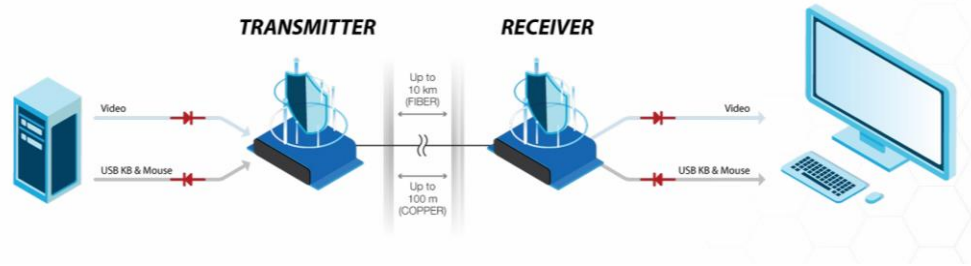 TRANSMITTER
RECEIVER
Video
USB KB & Mouse
Up to
10 km
(FIBER)
Up to
100 m
(COPPER)
Video
USB KB & Mouse